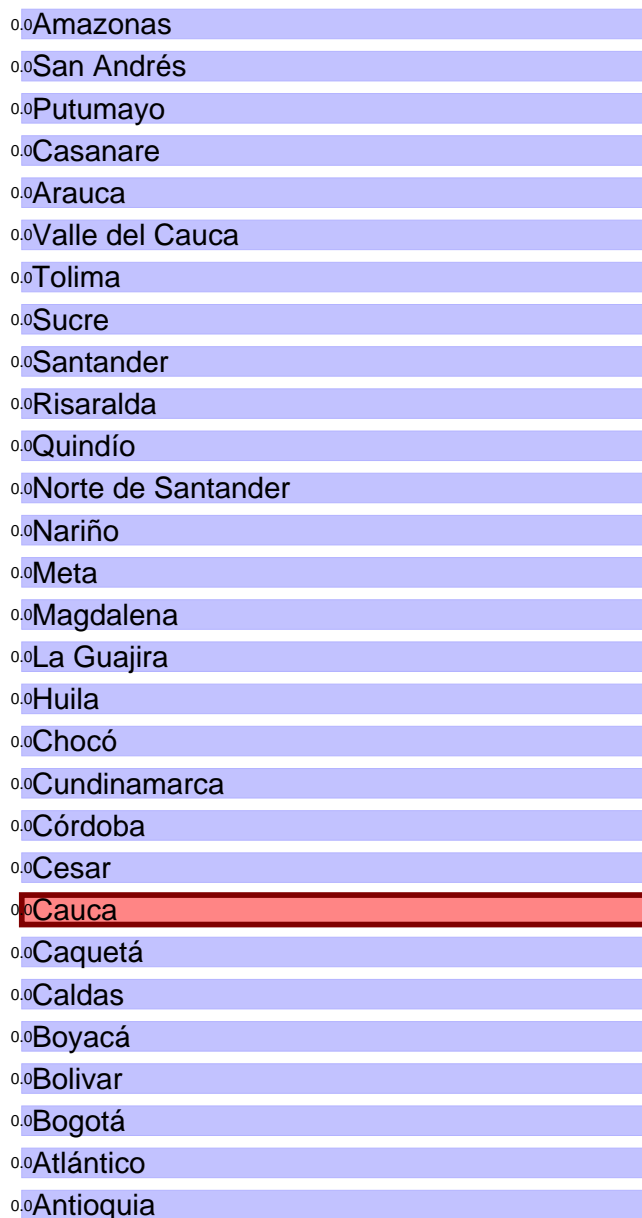 0.0Amazonas
0.0San Andrés
0.0Putumayo
0.0Casanare
0.0Arauca
0.0Valle del Cauca
0.0Tolima
0.0Sucre
0.0Santander
0.0Risaralda
0.0Quindío
0.0Norte de Santander
0.0Nariño
0.0Meta
0.0Magdalena
0.0La Guajira
0.0Huila
0.0Chocó
0.0Cundinamarca
0.0Córdoba
0.0Cesar
0.0Cauca
0.0Caquetá
0.0Caldas
0.0Boyacá
0.0Bolivar
0.0Bogotá
0.0Atlántico
0.0Antioquia